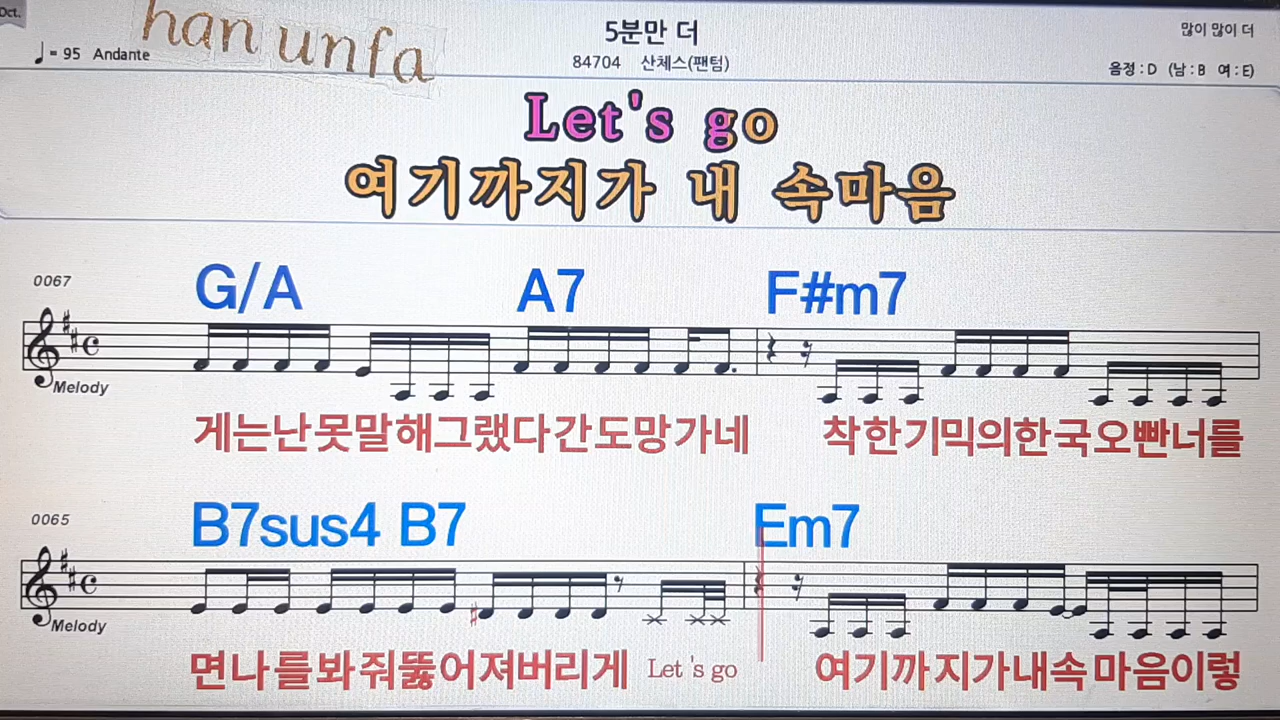 Oct.
han unfa
5분만 더
많이 많이 더
♩= 95 Andante
84704 산체스(팬텀)
음정 : D (남 : B 여 : E)
Let's go
여기까지가 내 속마음
0067
G/A A7 F#m7
Melody
게는난못말해그랬다간도망가네 착한기믹의한국오빤너를
0065
B7sus4 B7 Em7
Melody
면나를봐줘뚫어져버리게 Let's go 여기까지가내속마음이렇